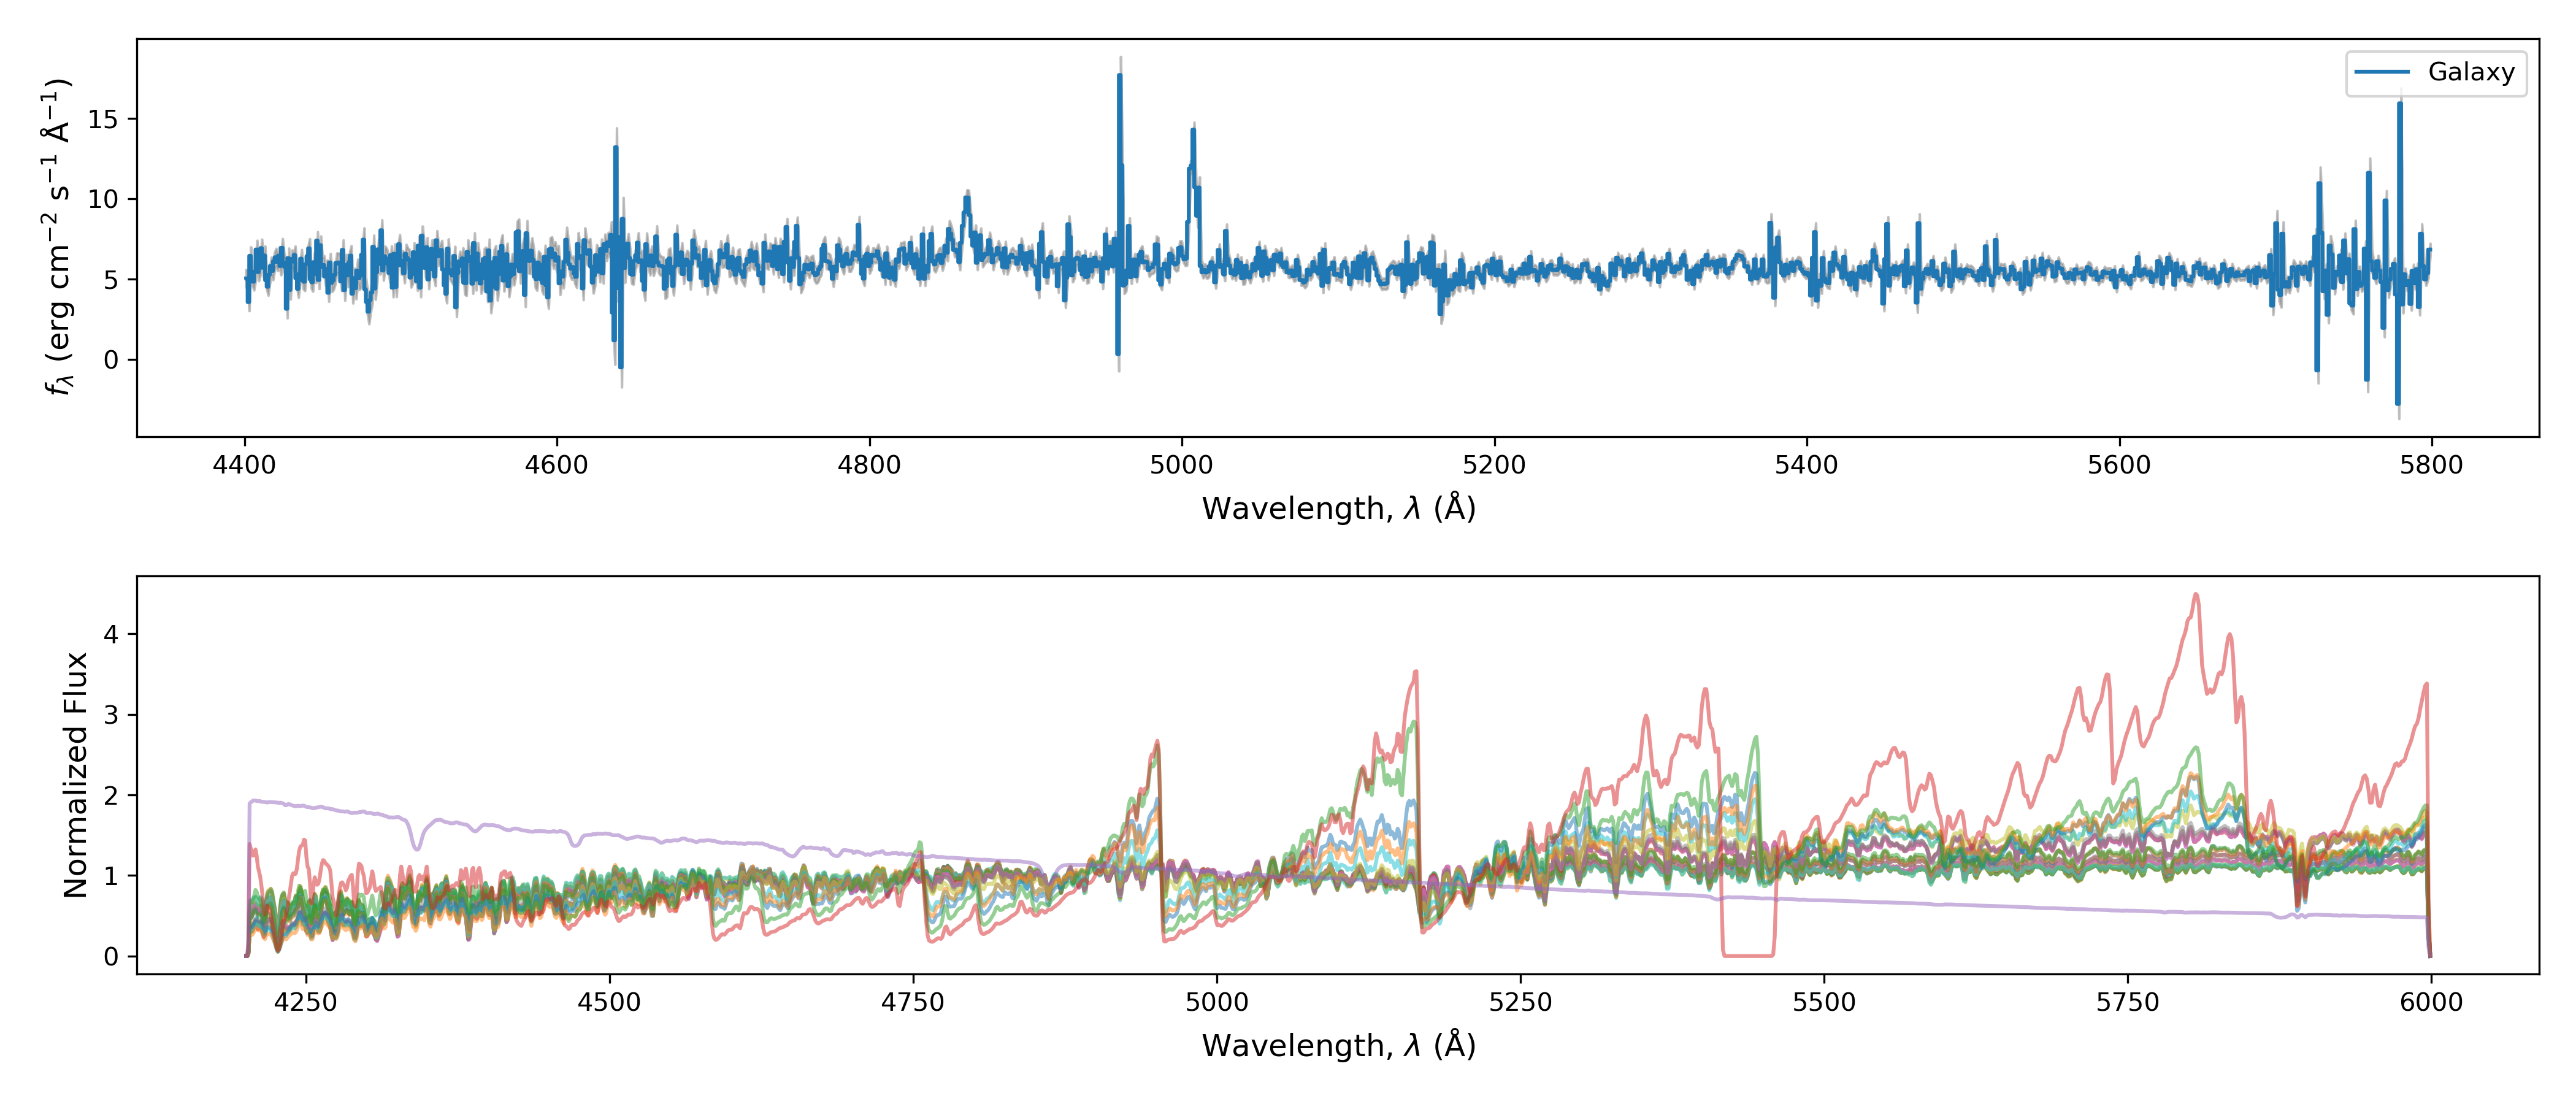 Galaxy
15
10
5
0
f_λ (erg cm⁻² s⁻¹ Å⁻¹)
4400 4600 4800 5000 5200 5400 5600 5800
Wavelength, λ (Å)
4
3
2
1
0
Normalized Flux
4250 4500 4750 5000 5250 5500 5750 6000
Wavelength, λ (Å)